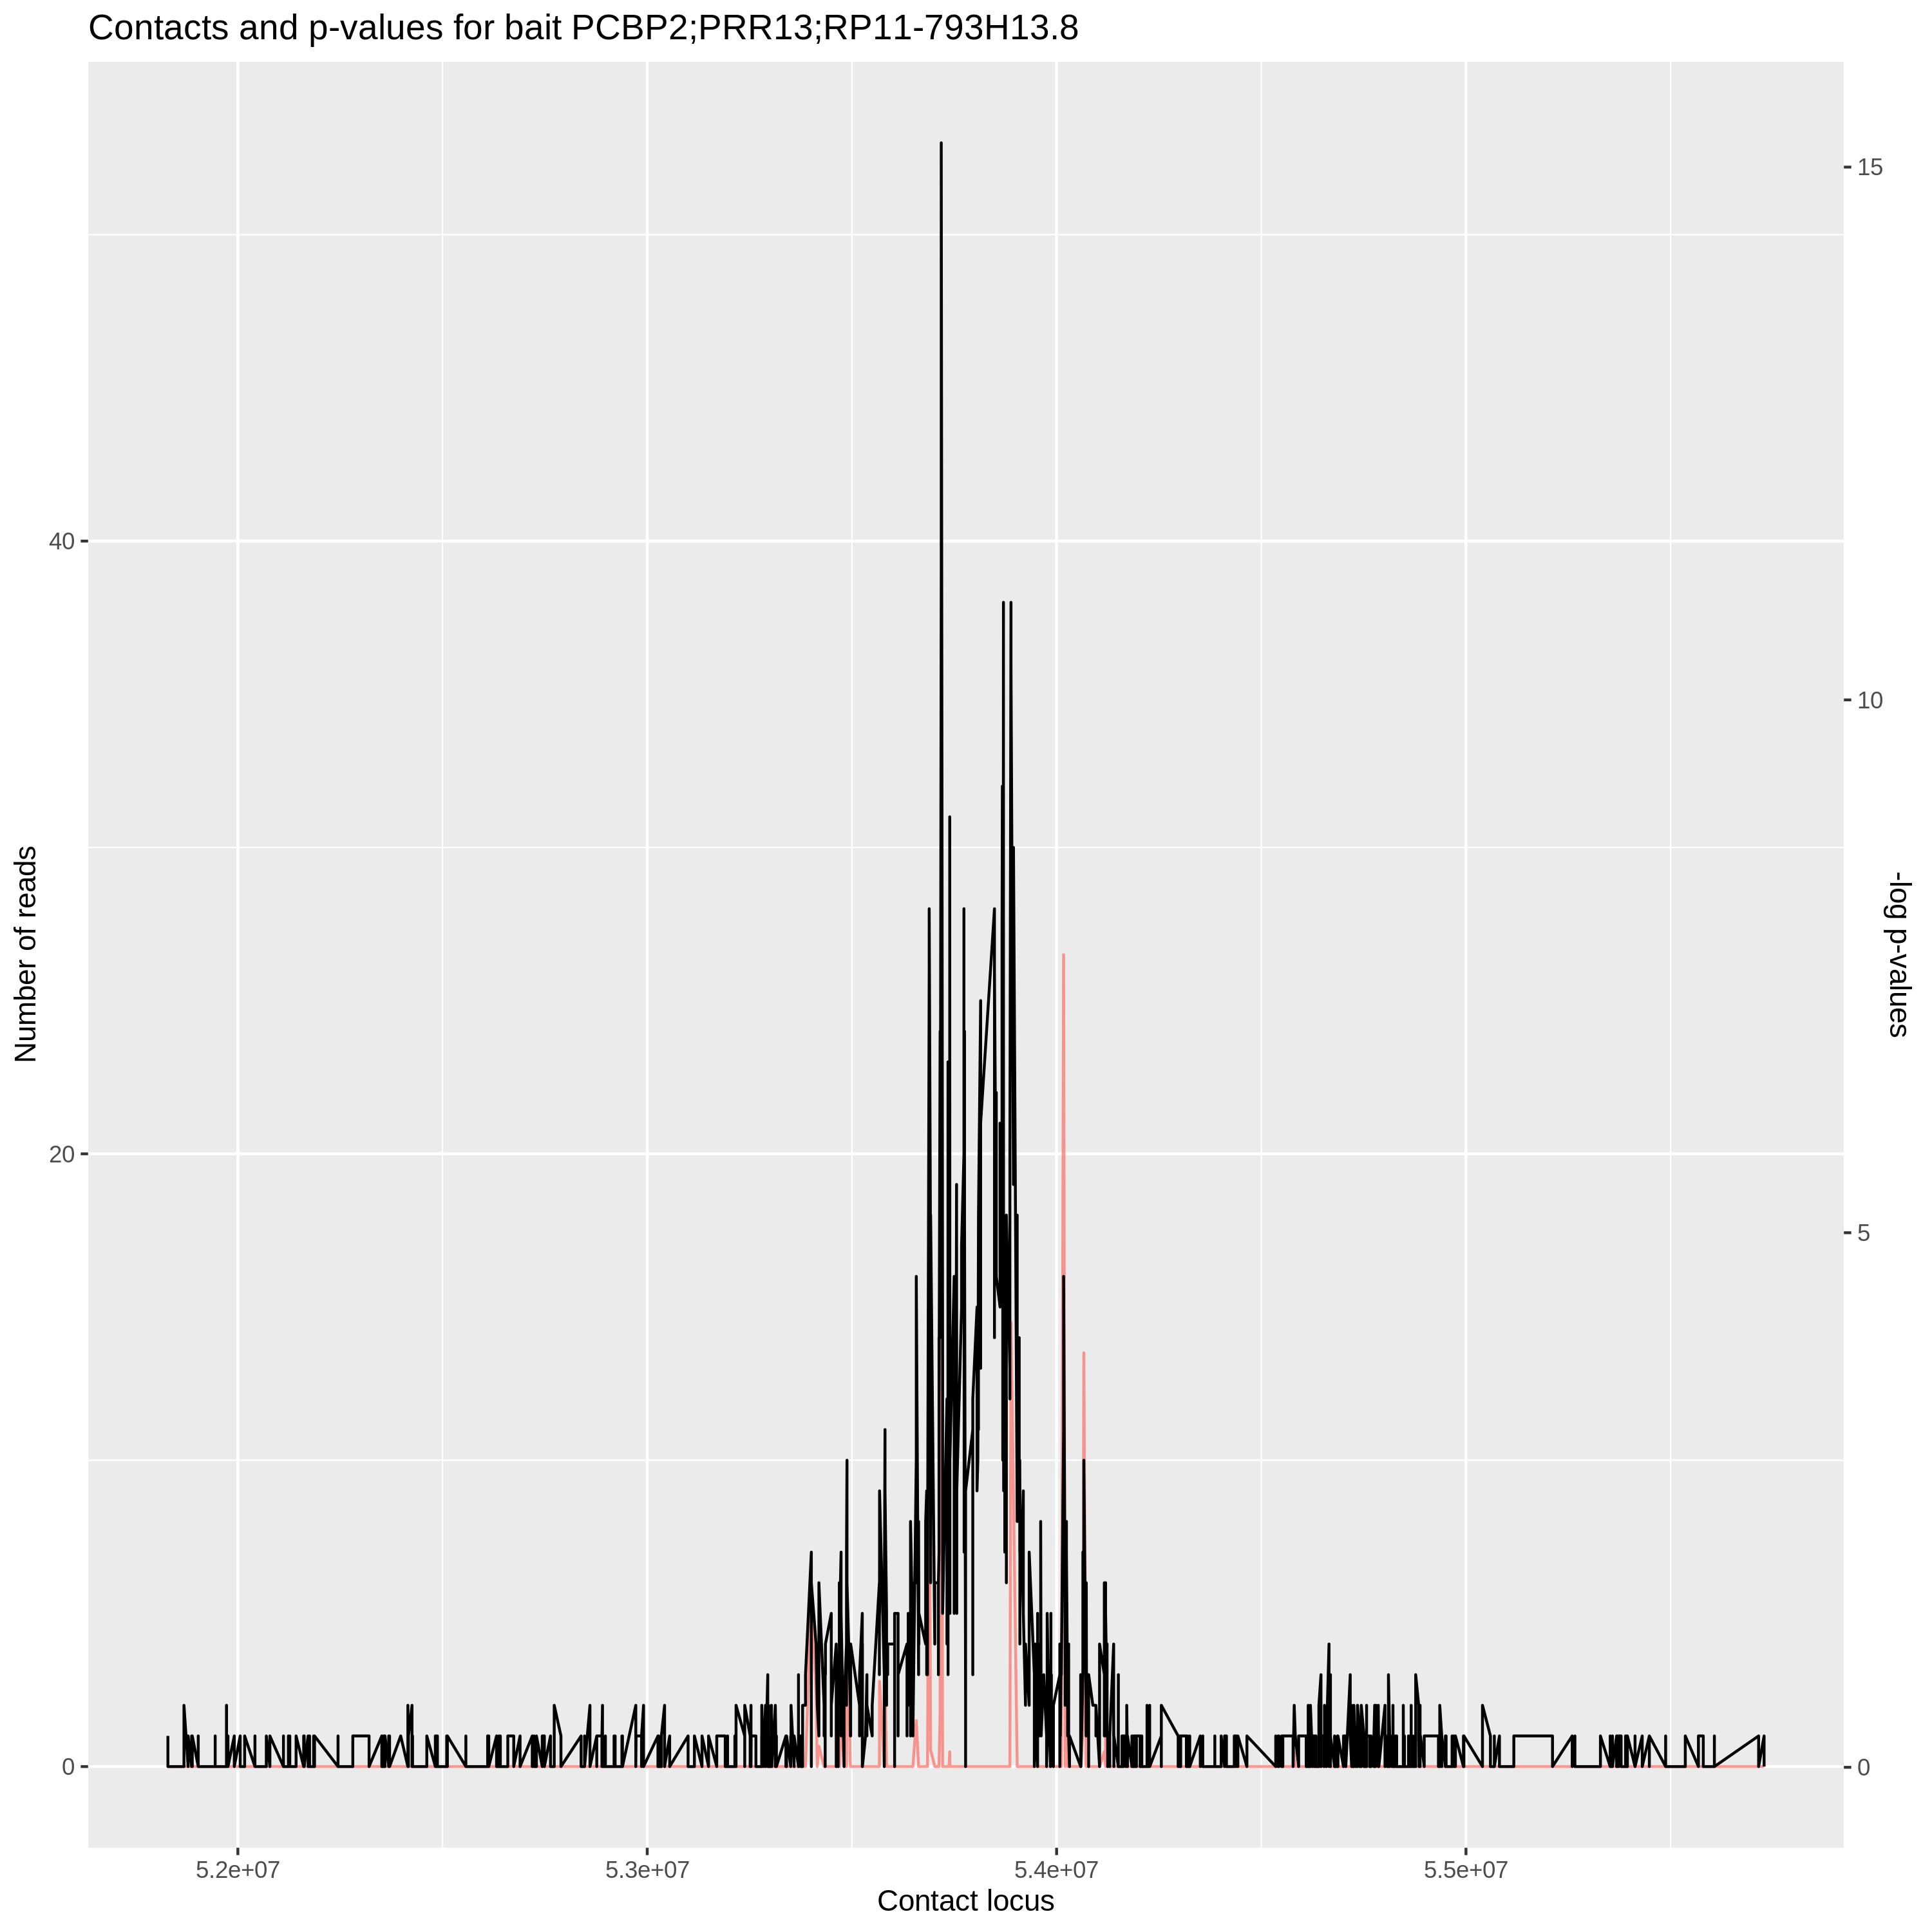 Contacts and p-values for bait PCBP2;PRR13;RP11-793H13.8
15
40
10
Number of reads
-log p-values
20
5
0
0
5.2e+07
5.3e+07
5.4e+07
5.5e+07
Contact locus